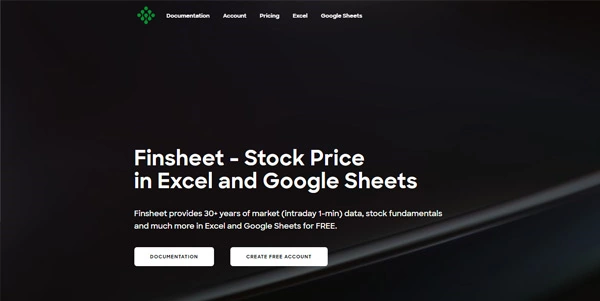 Documentation Account Pricing Excel Google Sheets
Finsheet - Stock Price
in Excel and Google Sheets
Finsheet provides 30+ years of market (intraday 1-min) data, stock fundamentals
and much more in Excel and Google Sheets for FREE.
DOCUMENTATION CREATE FREE ACCOUNT